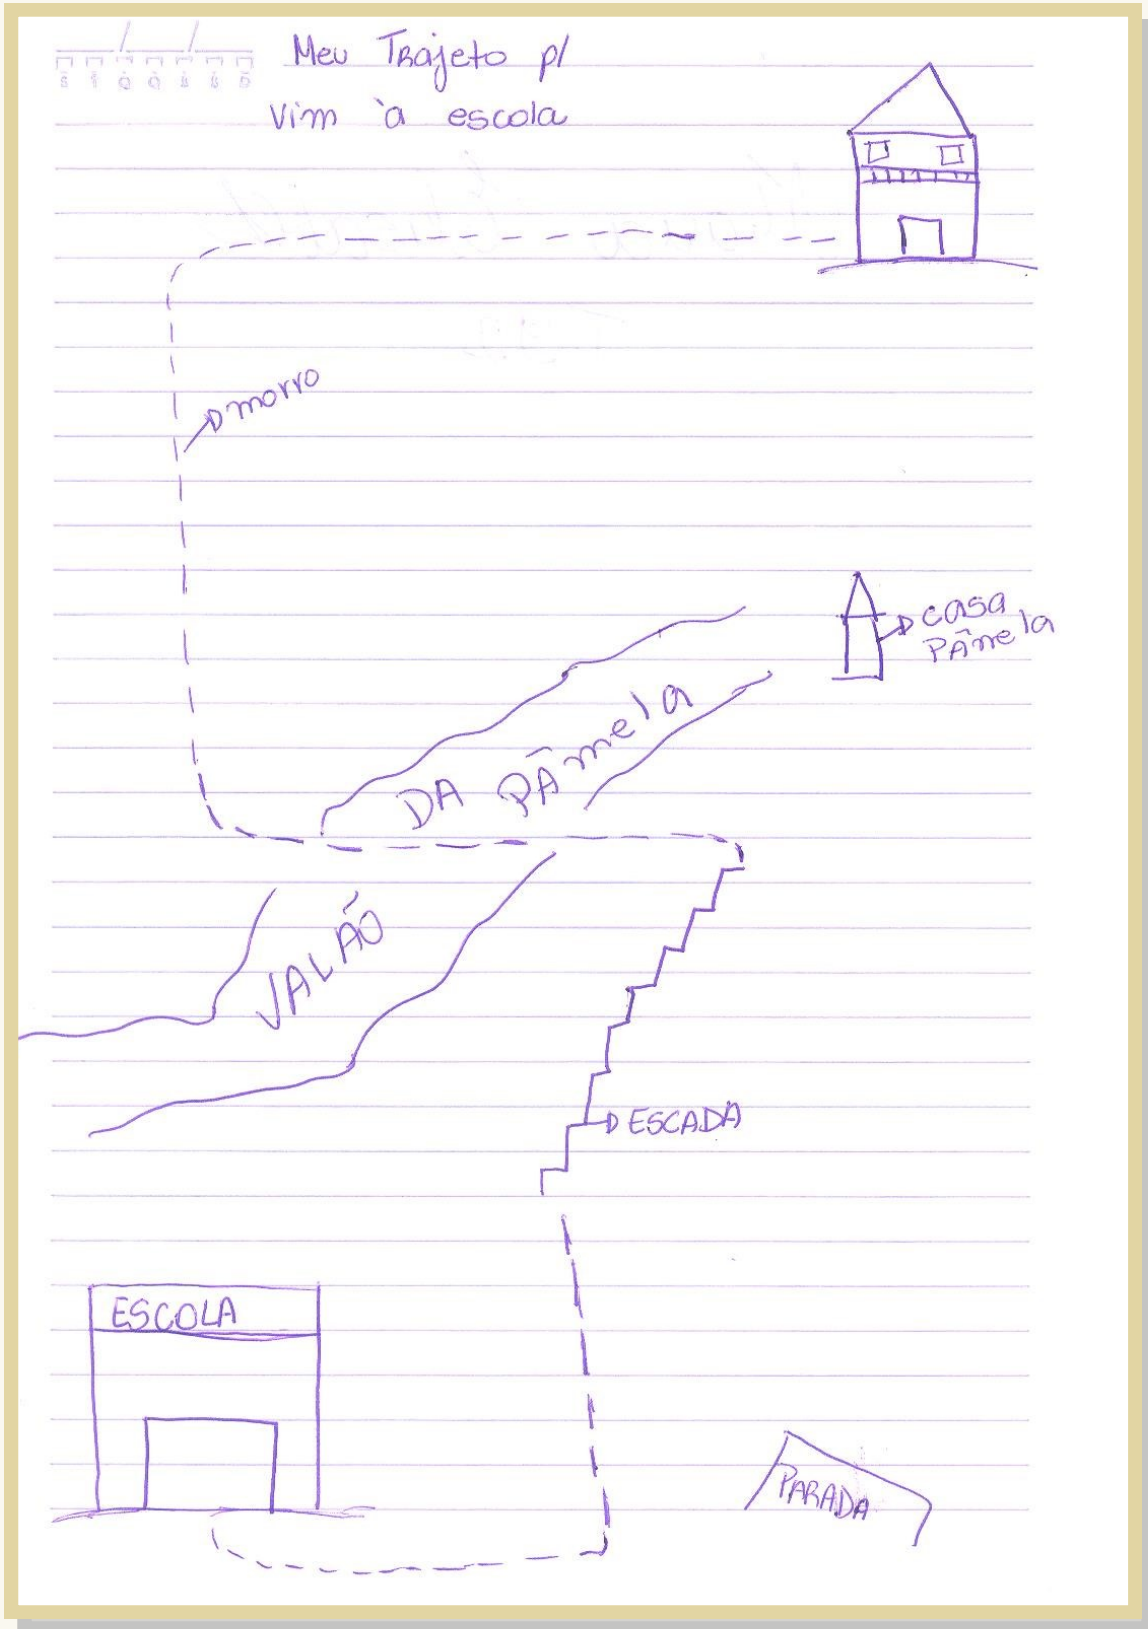 Meu Trajeto p/
Vim à escola
morro
casa
Pâmela
DA PÂmela
VALÃO
ESCADA
ESCOLA
PARADA